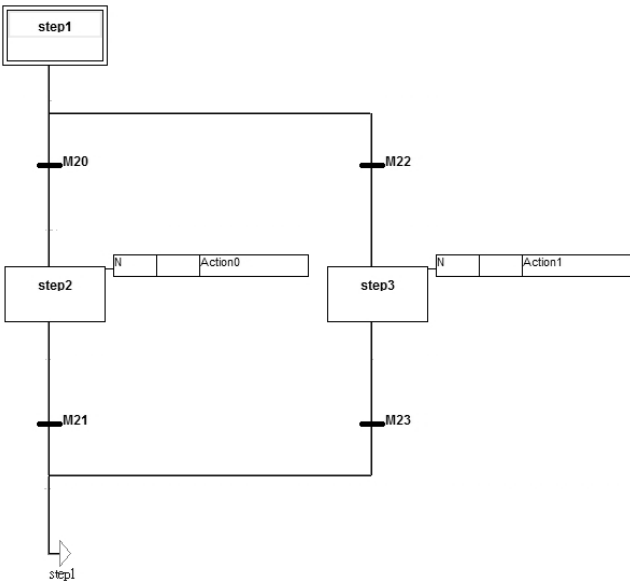 step1
M20
M22
N Action0
N Action1
step2
step3
M21
M23
step1